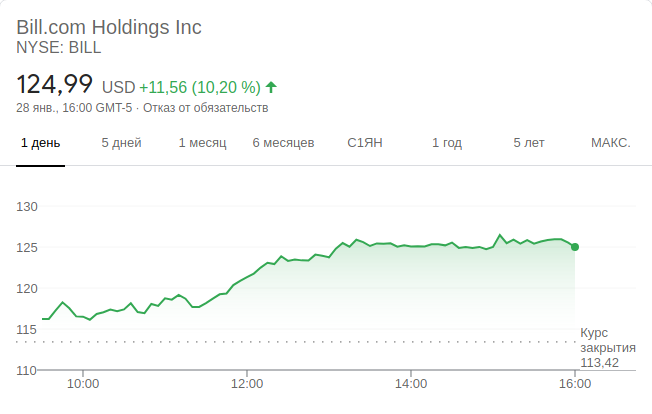 Bill.com Holdings Inc
NYSE: BILL
124,99 USD +11,56 (10,20 %)
28 янв., 16:00 GMT-5 · Отказ от обязательств
1 день 5 дней 1 месяц 6 месяцев С1ЯН 1 год 5 лет МАКС.
130
125
120
115
Курс
закрытия
113,42
110
10:00 12:00 14:00 16:00